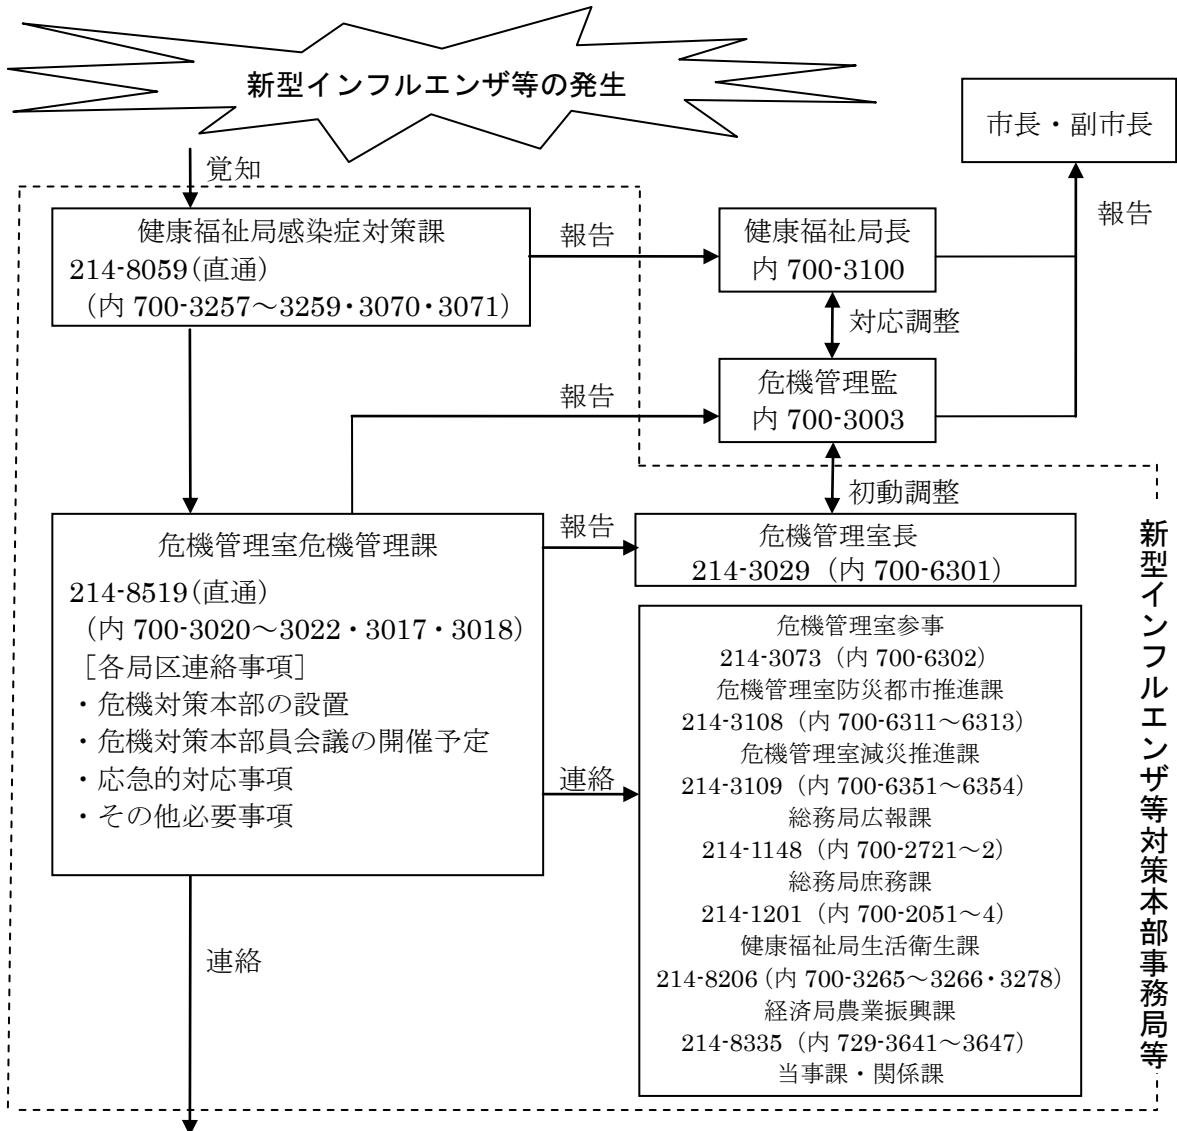 新型インフルエンザ等の発生
市長・副市長
覚知
報告
健康福祉局感染症対策課
214-8059(直通)
（内 700-3257～3259・3070・3071）
報告
健康福祉局長
内 700-3100
対応調整
報告
危機管理監
内 700-3003
初動調整
危機管理室危機管理課
214-8519(直通)
（内 700-3020～3022・3017・3018）
［各局区連絡事項］
・危機対策本部の設置
・危機対策本部員会議の開催予定
・応急的対応事項
・その他必要事項
報告
危機管理室長
214-3029（内 700-6301）
連絡
危機管理室参事
214-3073（内 700-6302）
危機管理室防災都市推進課
214-3108（内 700-6311～6313）
危機管理室減災推進課
214-3109（内 700-6351～6354）
総務局広報課
214-1148（内 700-2721～2）
総務局庶務課
214-1201（内 700-2051～4）
健康福祉局生活衛生課
214-8206（内 700-3265～3266・3278）
経済局農業振興課
214-8335（内 729-3641～3647）
当事課・関係課
新型インフルエンザ等対策本部事務局等
連絡